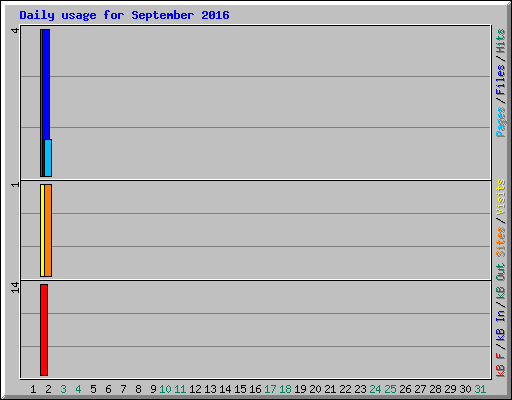 Daily usage for September 2016
4
1
14
Pages / Files / Hits
Sites / Visits
kB F / kB In / kB Out
1 2 3 4 5 6 7 8 9 10 11 12 13 14 15 16 17 18 19 20 21 22 23 24 25 26 27 28 29 30 31